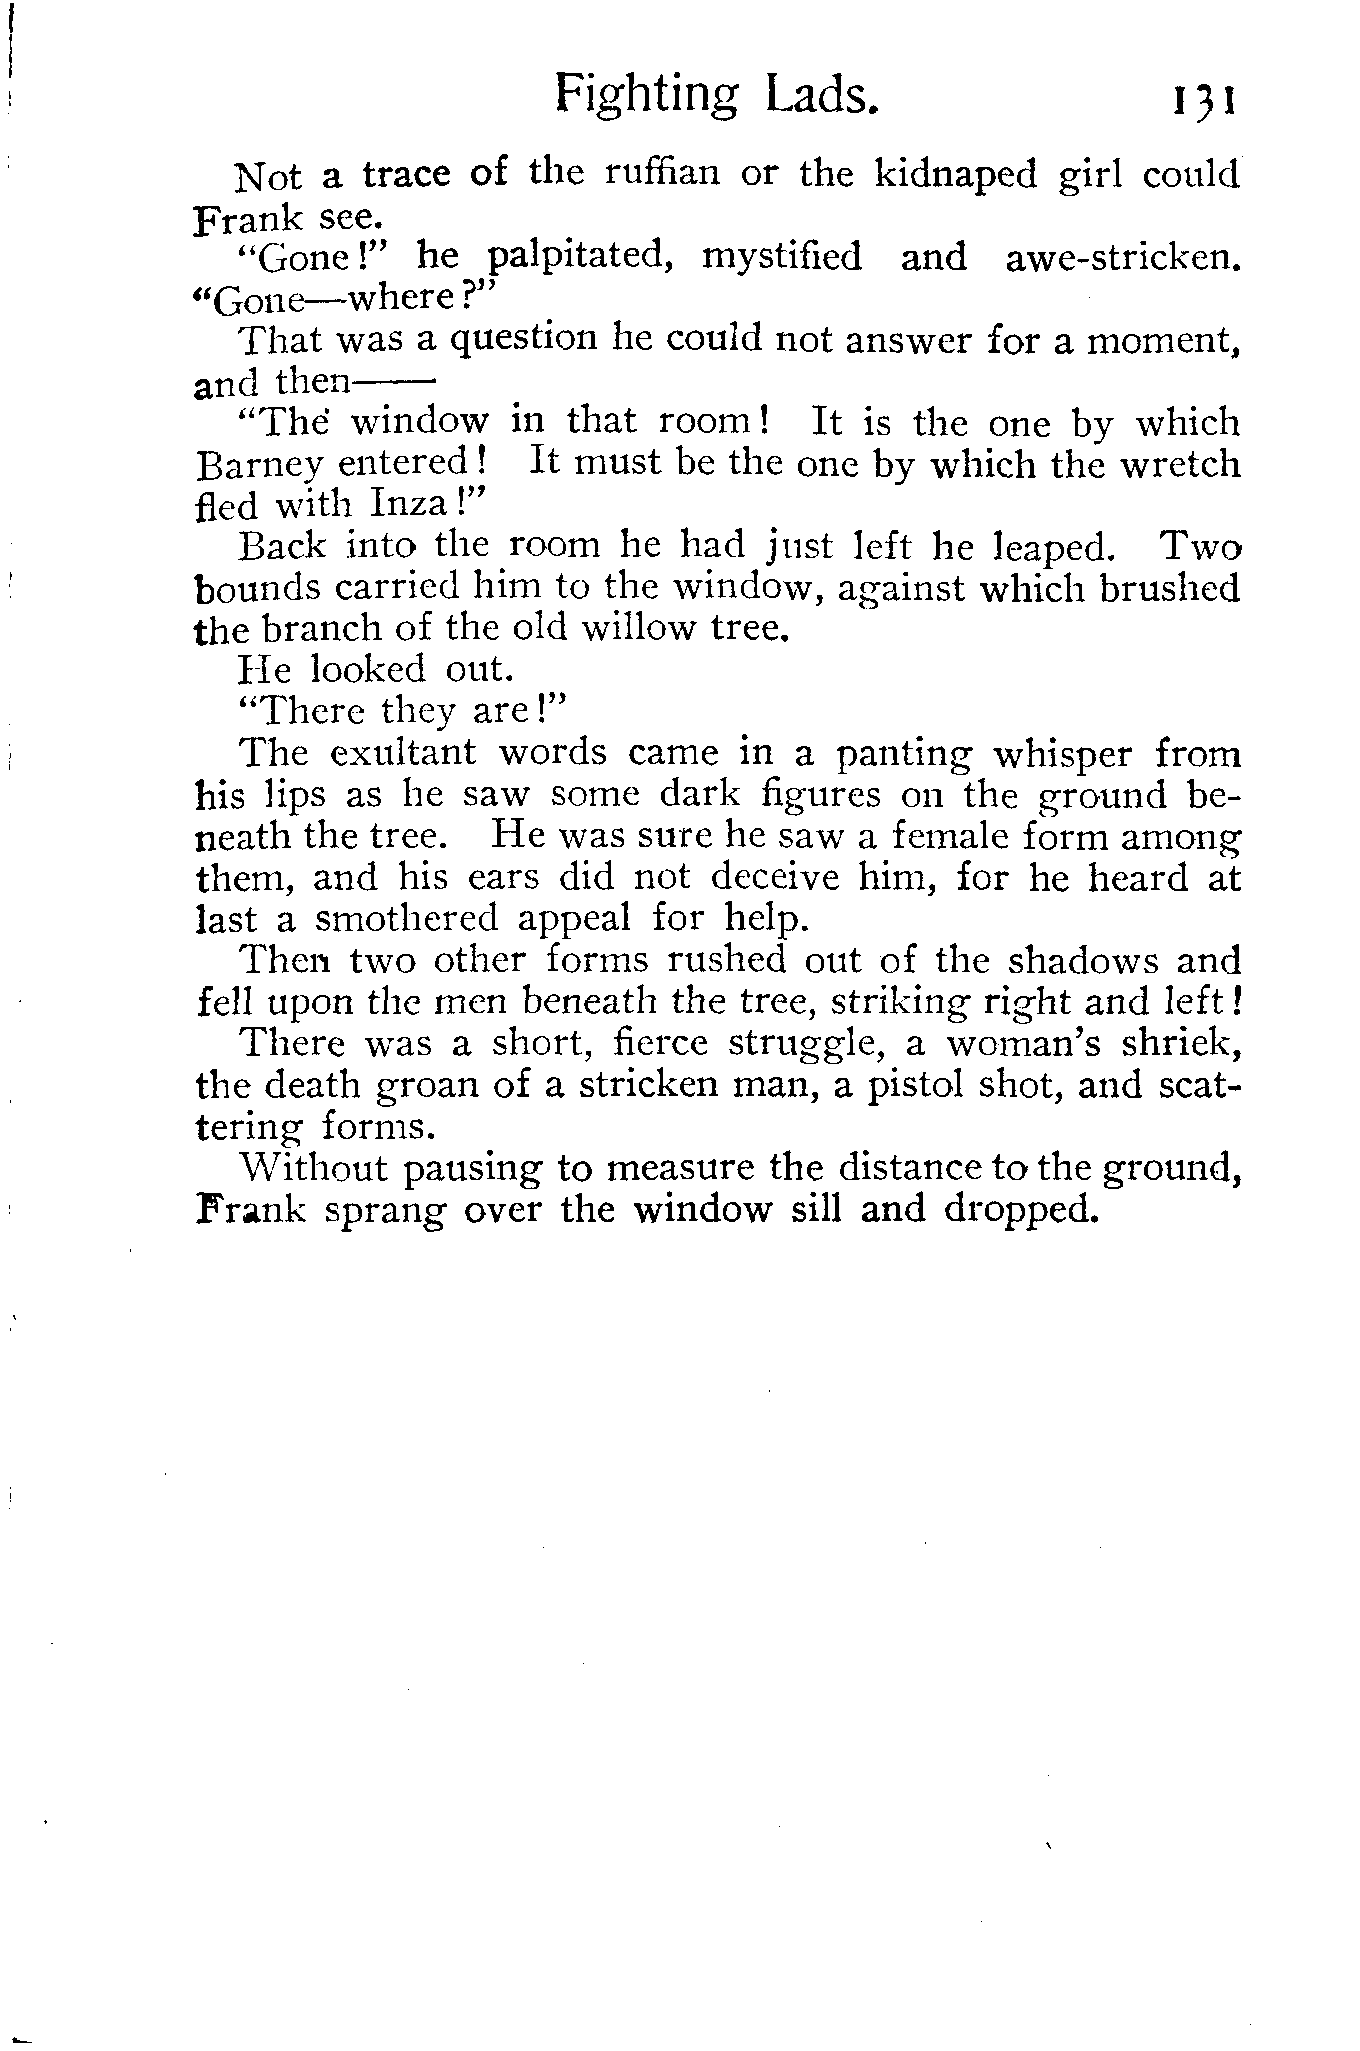 Fighting Lads. 131
Not a trace of the ruffian or the kidnaped girl could
Frank see.
"Gone!" he palpitated, mystified and awe-stricken.
"Gone—where?"
That was a question he could not answer for a moment,
and then——
"The window in that room! It is the one by which
Barney entered! It must be the one by which the wretch
fled with Inza!"
Back into the room he had just left he leaped. Two
bounds carried him to the window, against which brushed
the branch of the old willow tree.
He looked out.
"There they are!"
The exultant words came in a panting whisper from
his lips as he saw some dark figures on the ground be-
neath the tree. He was sure he saw a female form among
them, and his ears did not deceive him, for he heard at
last a smothered appeal for help.
Then two other forms rushed out of the shadows and
fell upon the men beneath the tree, striking right and left!
There was a short, fierce struggle, a woman's shriek,
the death groan of a stricken man, a pistol shot, and scat-
tering forms.
Without pausing to measure the distance to the ground,
Frank sprang over the window sill and dropped.